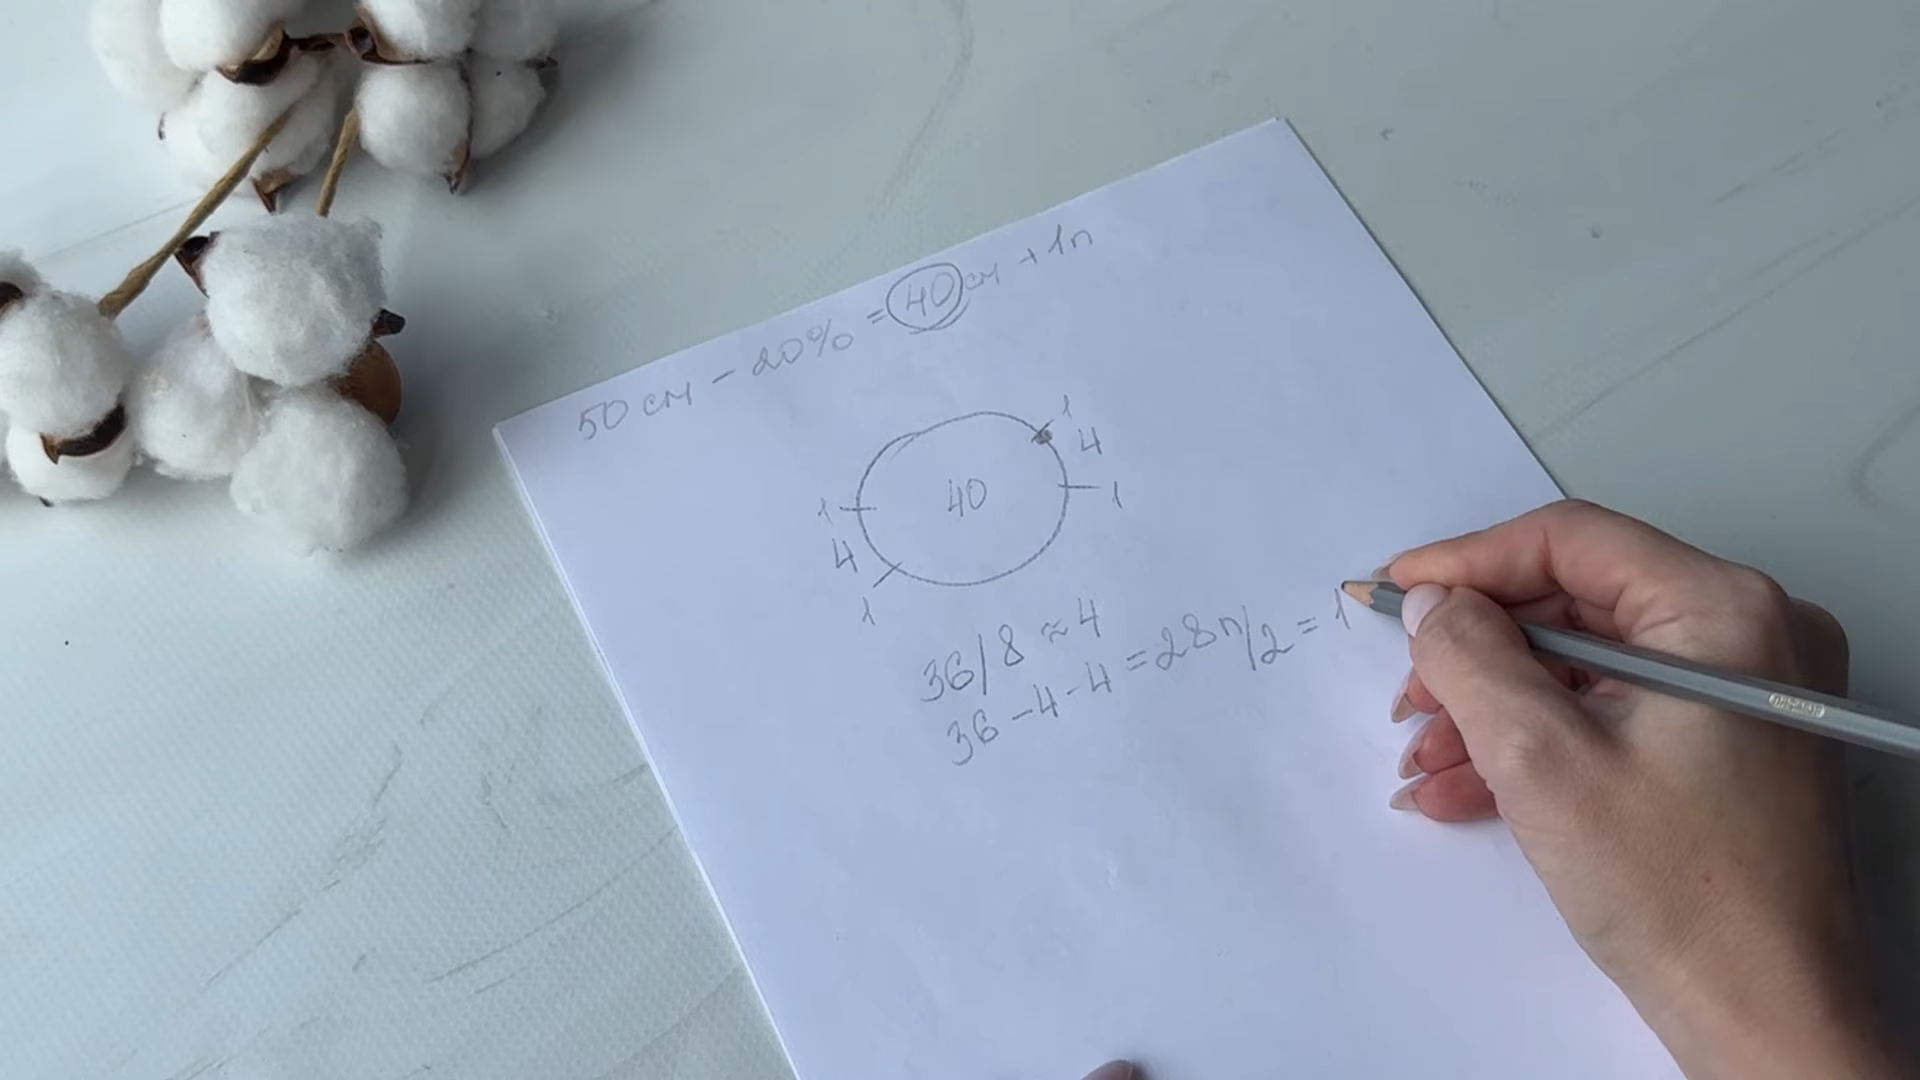 50 см - 20% = 40 см + 1п
1
4
1
40
1
4
1
36/8 ≈ 4
36 - 4 - 4 = 28п/2 = 1